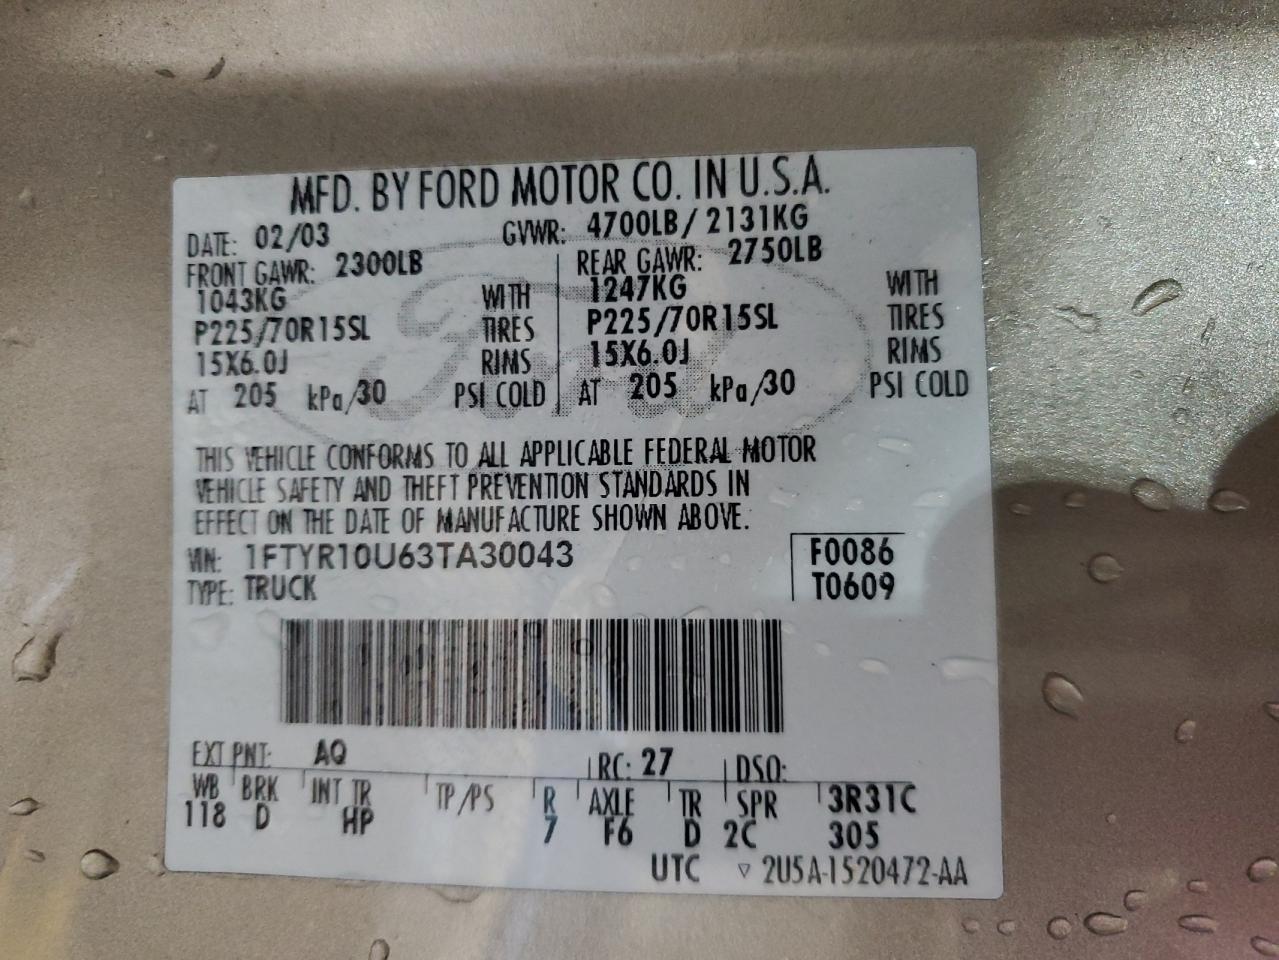 MFD. BY FORD MOTOR CO. IN U.S.A.
DATE: 02/03 GVWR: 4700LB/ 2131KG
FRONT GAWR: 2300LB REAR GAWR: 2750LB
1043KG WITH 1247KG WITH
P225/70R15SL TIRES P225/70R15SL TIRES
15X6.0J RIMS 15X6.0J RIMS
AT 205 kPa/30 PSI COLD AT 205 kPa/30 PSI COLD
THIS VEHICLE CONFORMS TO ALL APPLICABLE FEDERAL MOTOR
VEHICLE SAFETY AND THEFT PREVENTION STANDARDS IN
EFFECT ON THE DATE OF MANUFACTURE SHOWN ABOVE.
VIN: 1FTYR10U63TA30043 F0086
TYPE: TRUCK T0609
EXT PNT: AQ RC: 27 DSO:
WB BRK INT TR TP/PS R AXLE TR SPR 3R31C
118 D HP 7 F6 D 2C 305
UTC ▽ 2U5A-1520472-AA